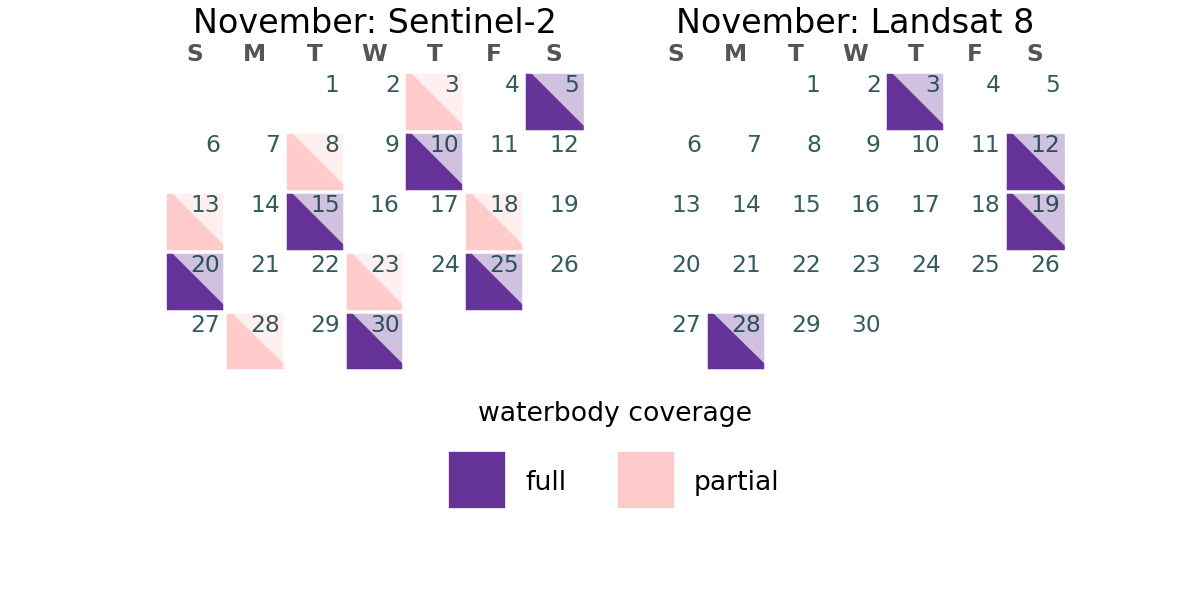 November: Sentinel-2
S M T W T F S
1 2 3 4 5
6 7 8 9 10 11 12
13 14 15 16 17 18 19
20 21 22 23 24 25 26
27 28 29 30
November: Landsat 8
S M T W T F S
1 2 3 4 5
6 7 8 9 10 11 12
13 14 15 16 17 18 19
20 21 22 23 24 25 26
27 28 29 30
waterbody coverage
full
partial